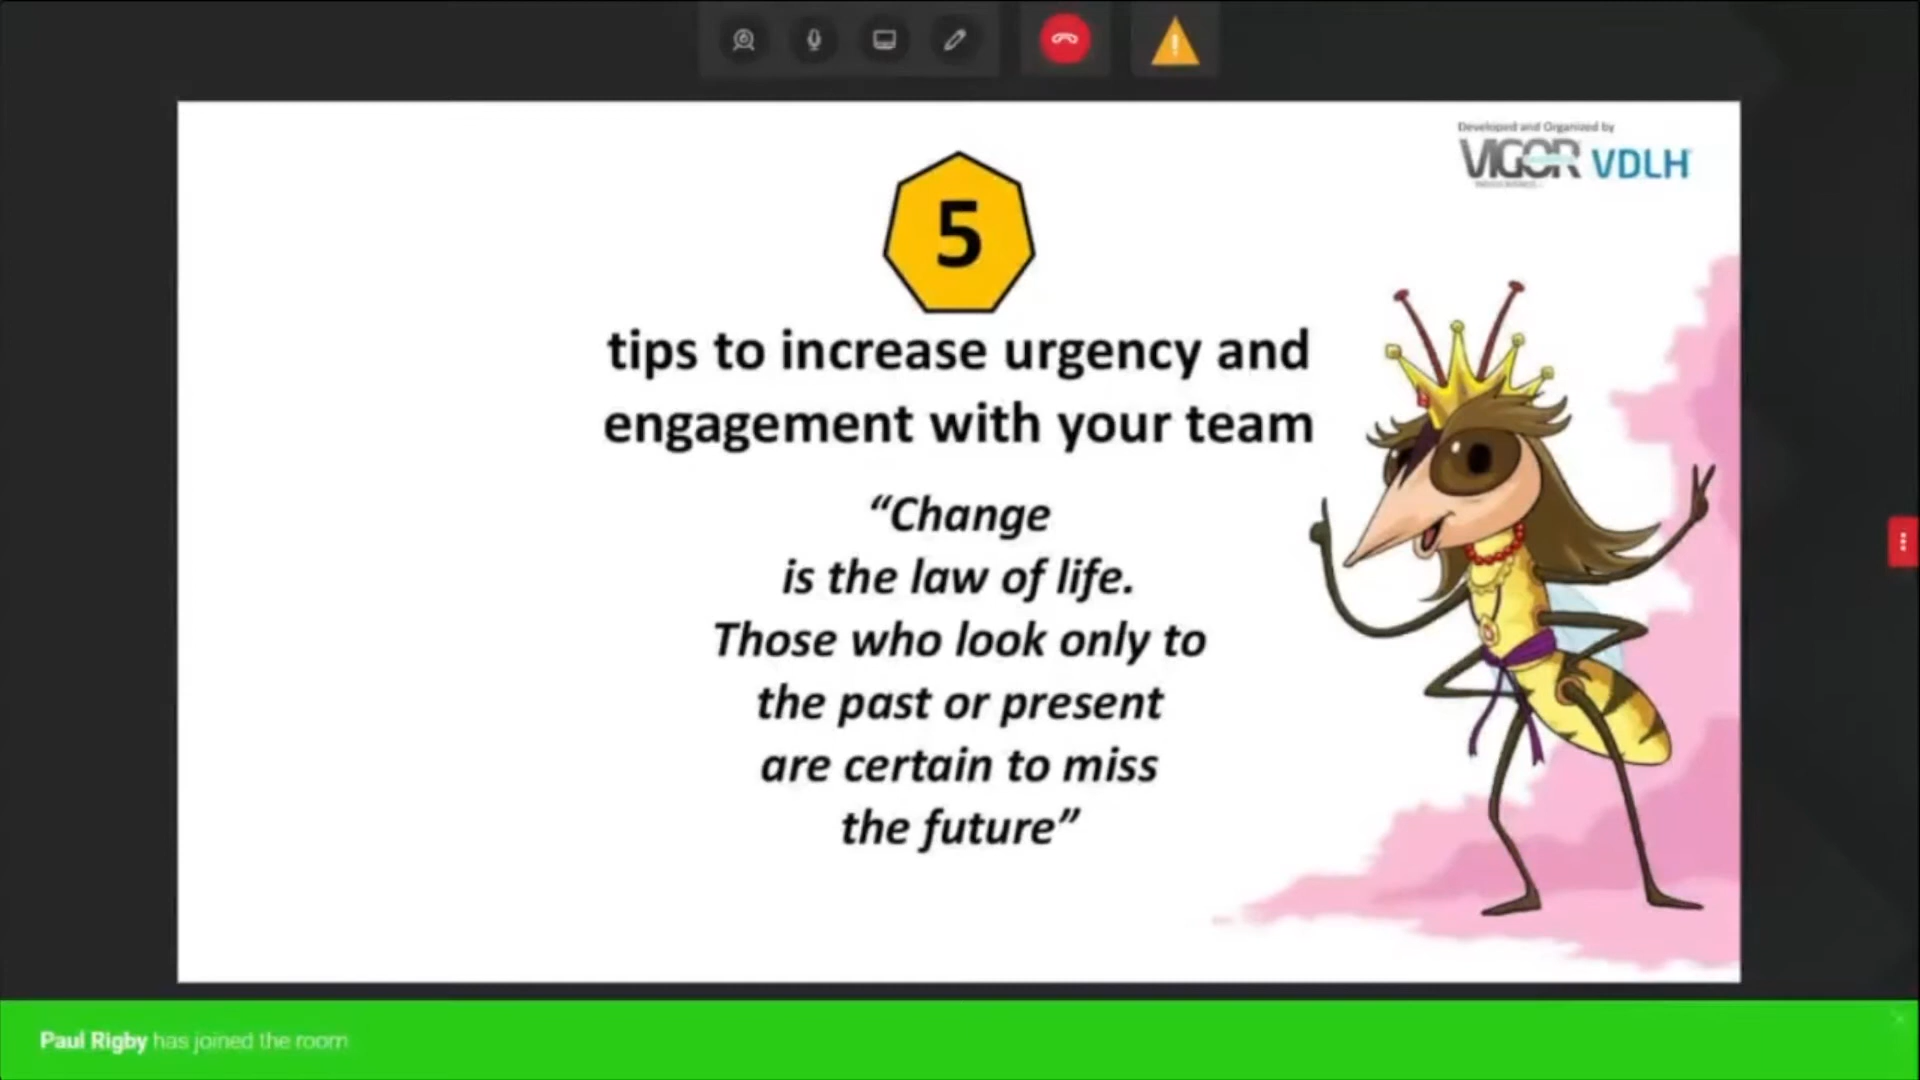 Developed and Organized by
VIGOR VDLH
5
tips to increase urgency and
engagement with your team
“Change
is the law of life.
Those who look only to
the past or present
are certain to miss
the future”
Paul Rigby has joined the room